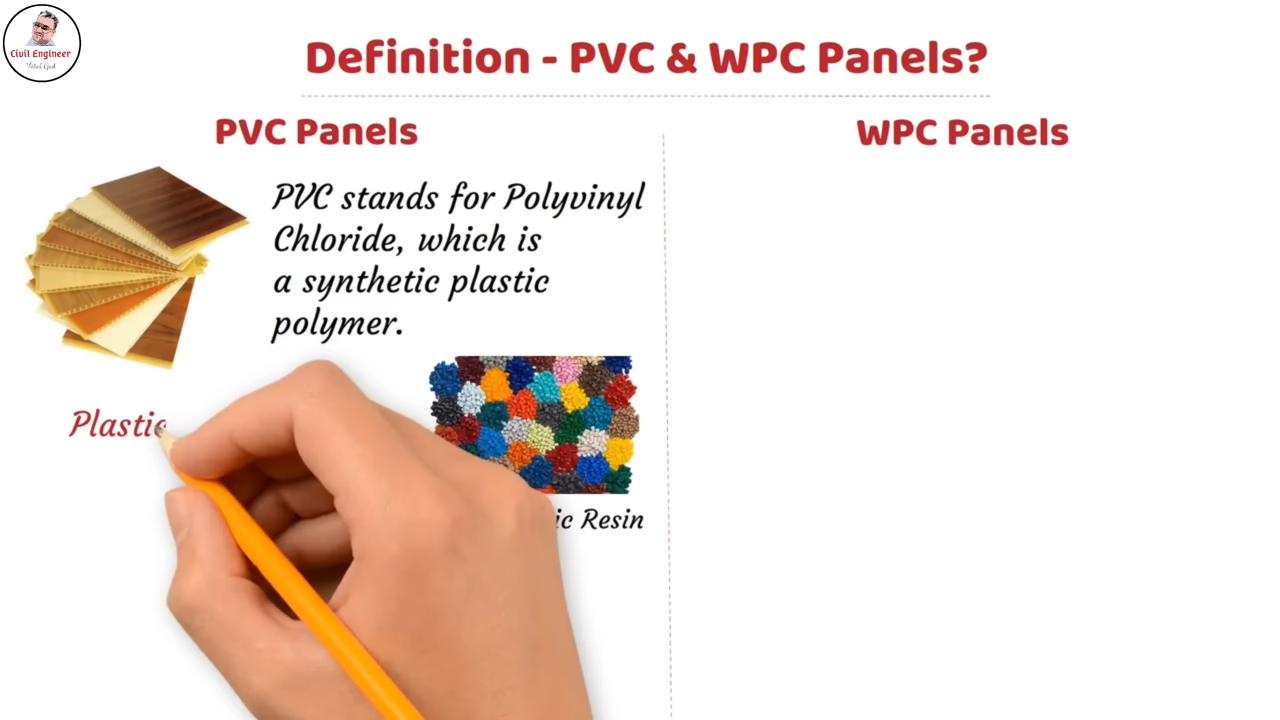 Civil Engineer
Definition - PVC & WPC Panels?
PVC Panels
PVC stands for Polyvinyl
Chloride, which is
a synthetic plastic
polymer.
Plastic
Resin
WPC Panels